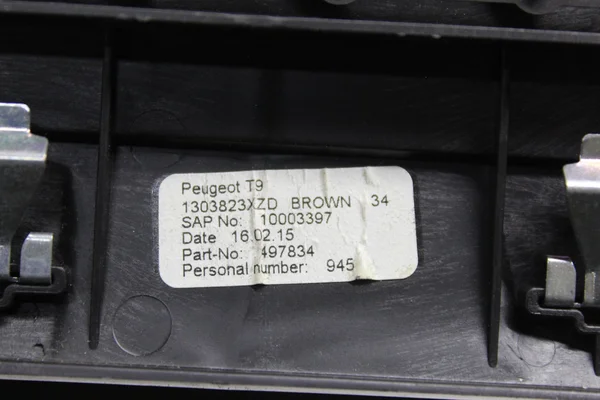 Peugeot T9
1303823XZD BROWN 34
SAP No: 10003397
Date 16.02.15
Part-No: 497834
Personal number: 945